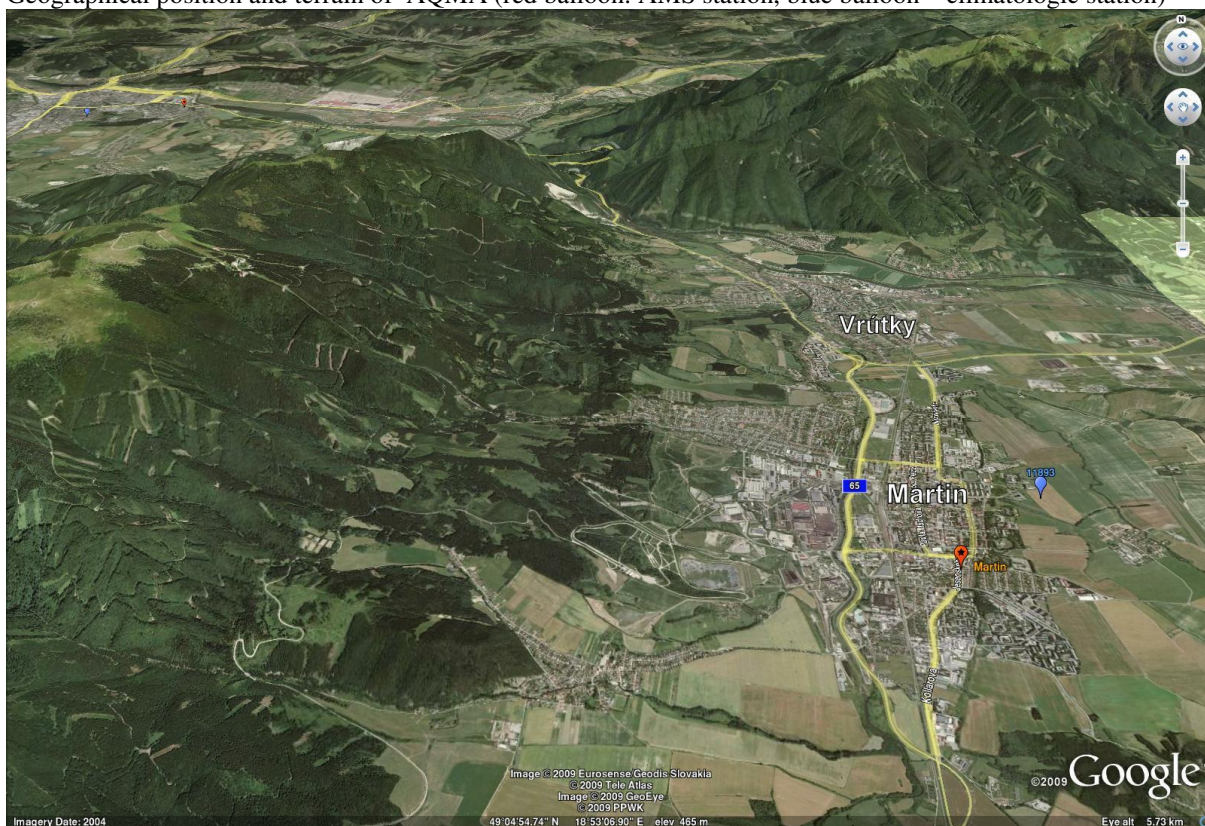 Geographical position and terrain of AQMA (red balloon: AMS station, blue balloon – climatologic station)
N
Vrútky
11893
65
Martin
Martin
Kollárova
Image © 2009 Eurosense/Geodis Slovakia
© 2009 Tele Atlas
Image © 2009 GeoEye
© 2009 PPWK
©2009 Google
Imagery Date: 2004
49°04'54.74" N 18°53'06.90" E elev 465 m
Eye alt 5.73 km